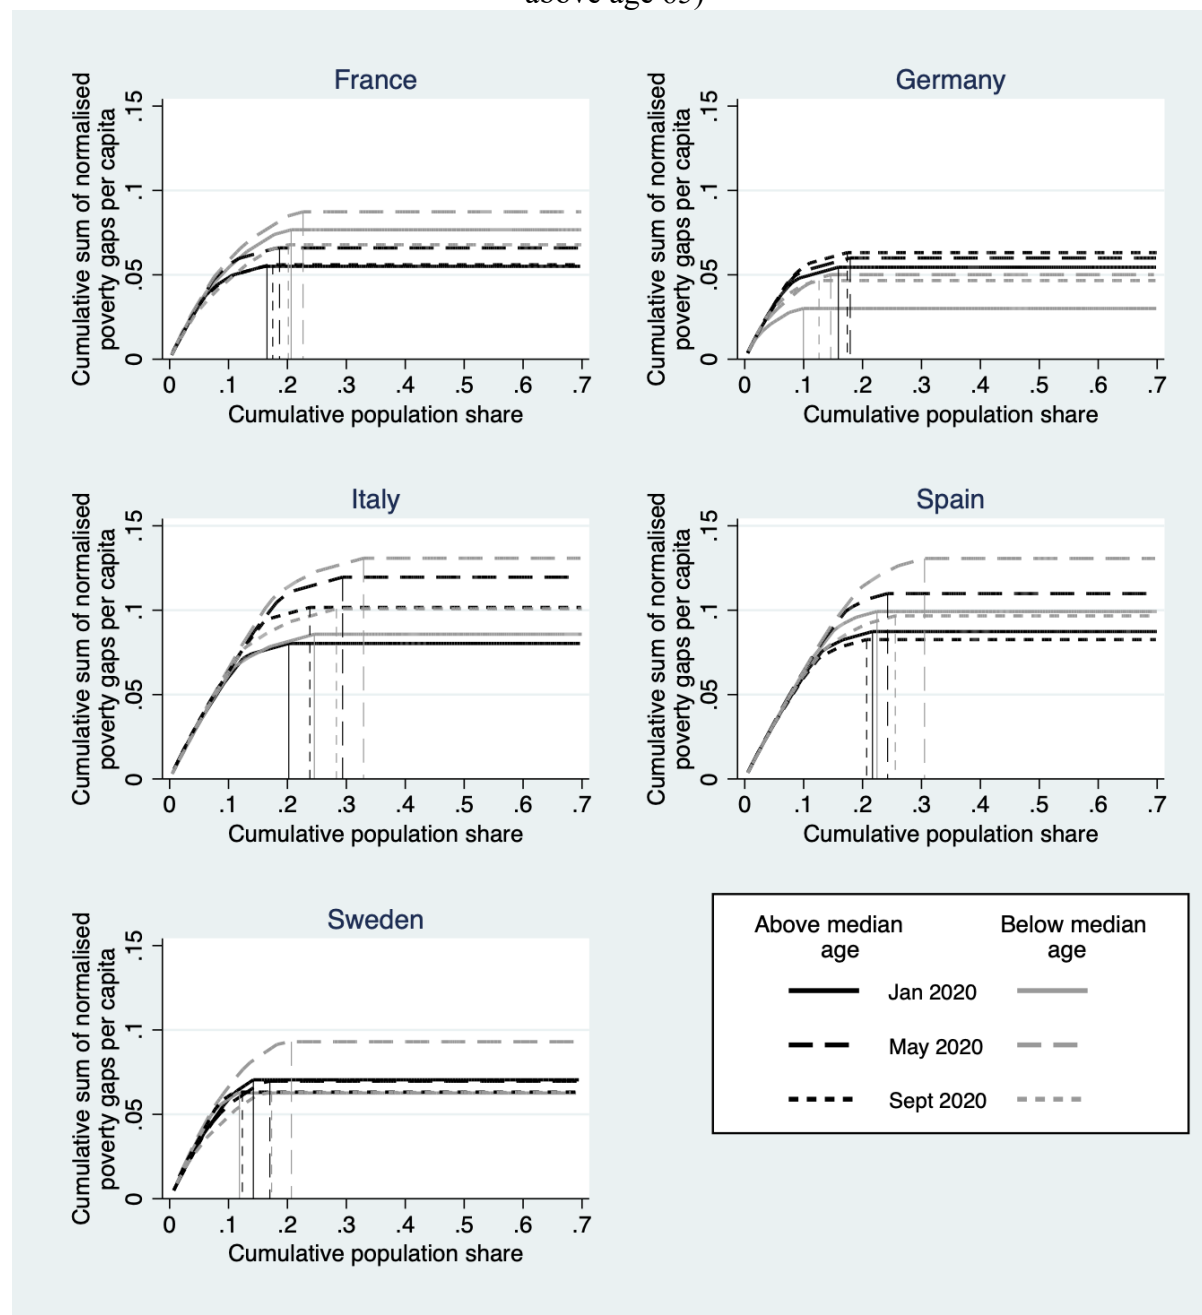 above age 65)
France
Cumulative sum of normalised
poverty gaps per capita
0 .05 .1 .15
0 .1 .2 .3 .4 .5 .6 .7
Cumulative population share
Germany
Cumulative sum of normalised
poverty gaps per capita
0 .05 .1 .15
0 .1 .2 .3 .4 .5 .6 .7
Cumulative population share
Italy
Cumulative sum of normalised
poverty gaps per capita
0 .05 .1 .15
0 .1 .2 .3 .4 .5 .6 .7
Cumulative population share
Spain
Cumulative sum of normalised
poverty gaps per capita
0 .05 .1 .15
0 .1 .2 .3 .4 .5 .6 .7
Cumulative population share
Sweden
Cumulative sum of normalised
poverty gaps per capita
0 .05 .1 .15
0 .1 .2 .3 .4 .5 .6 .7
Cumulative population share
Above median
age
Below median
age
Jan 2020
May 2020
Sept 2020